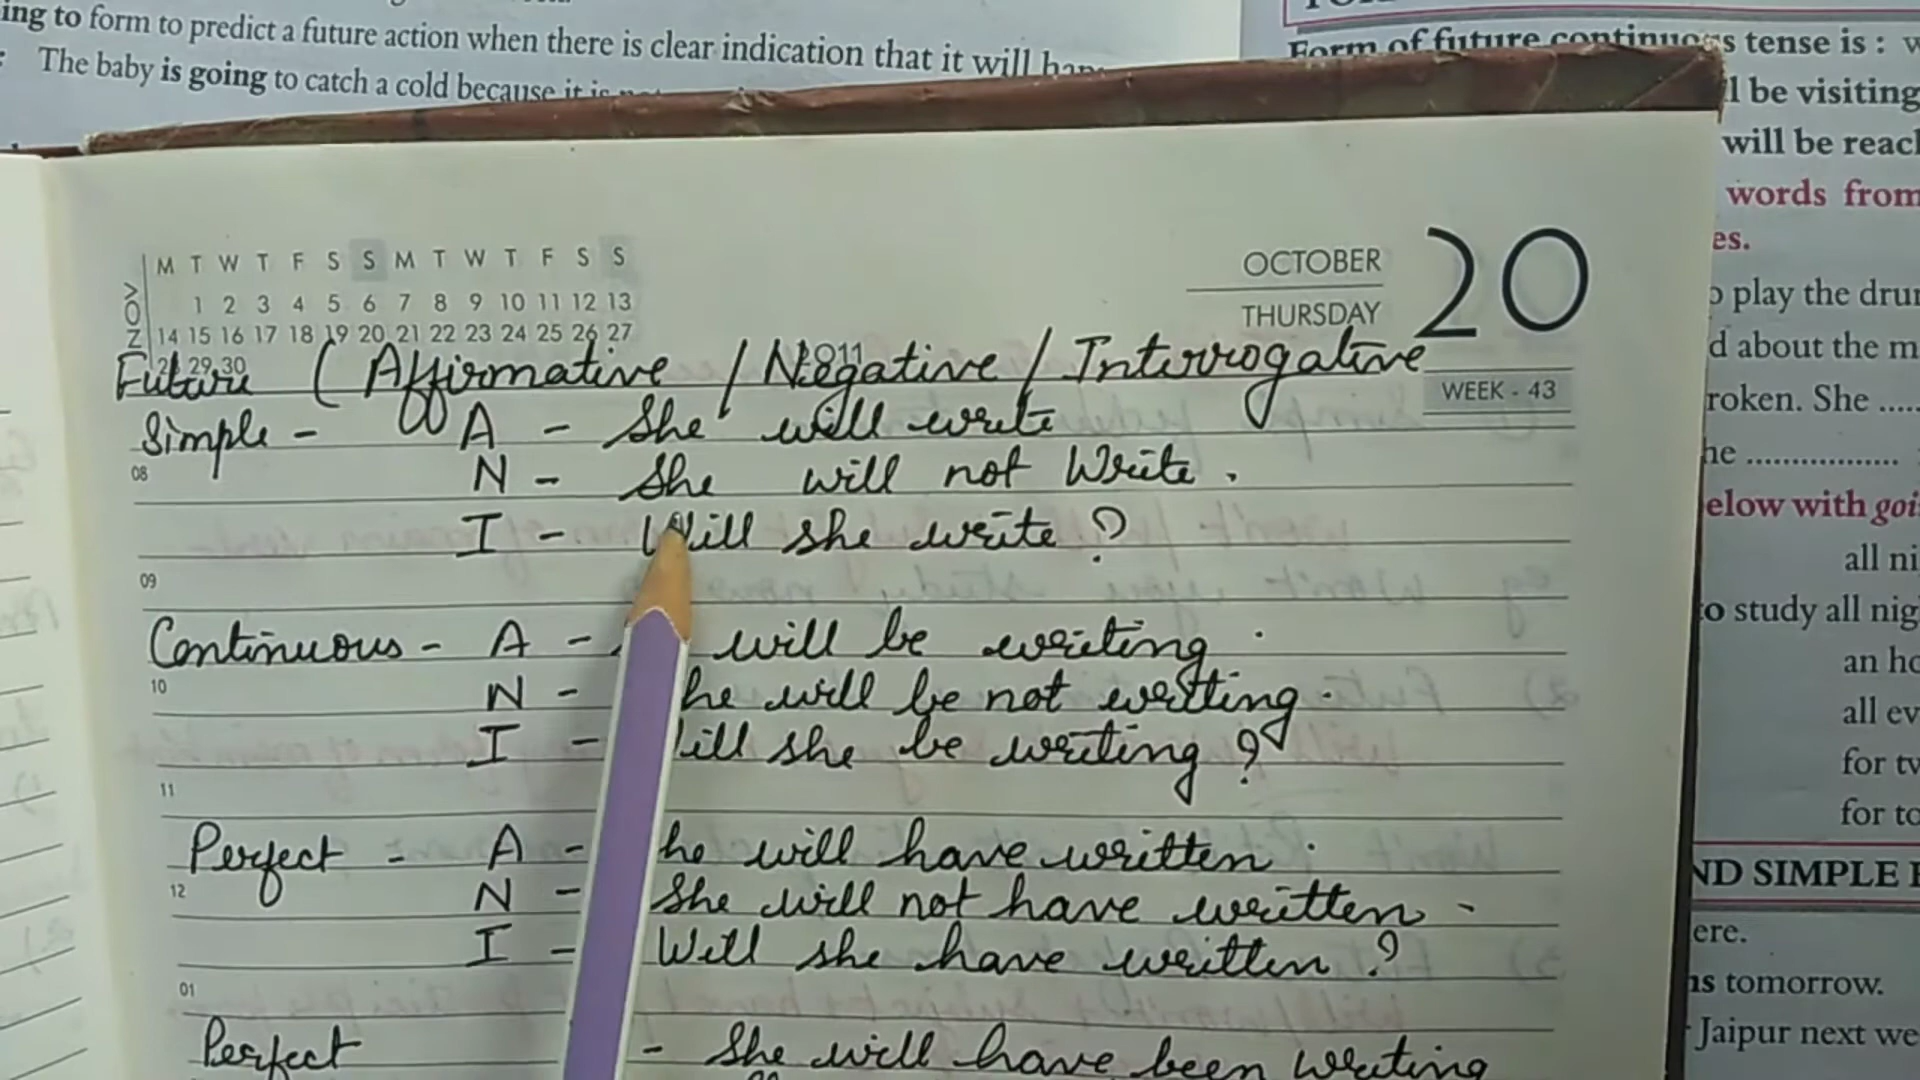 ing to form to predict a future action when there is clear indication that it will
The baby is going to catch a cold because it is
Form of future continuous tense is :
l be visiting
will be reac
words from
es.
o play the
d about the m
roken. She .....
he ..................
elow with goi
all ni
to study all nig
an ho
all ev
for tw
for to
ND SIMPLE
ere.
ns tomorrow.
Jaipur next we
NOV
M T W T F S S M T W T F S S
1 2 3 4 5 6 7 8 9 10 11 12 13
14 15 16 17 18 19 20 21 22 23 24 25 26 27
28 29 30
OCTOBER
THURSDAY
20
2011
WEEK - 43
Future ( Affirmative / Negative / Interrogative
Simple - A - She will write
08 N - She will not Write .
I - Will she write ?
09
Continuous - A - will be writing .
10 N - he will be not writting .
I - ill she be writing ?
11
Perfect - A - he will have written .
12 N - She will not have written -
I - Will she have written ?
01
Perfect - She will have been writing